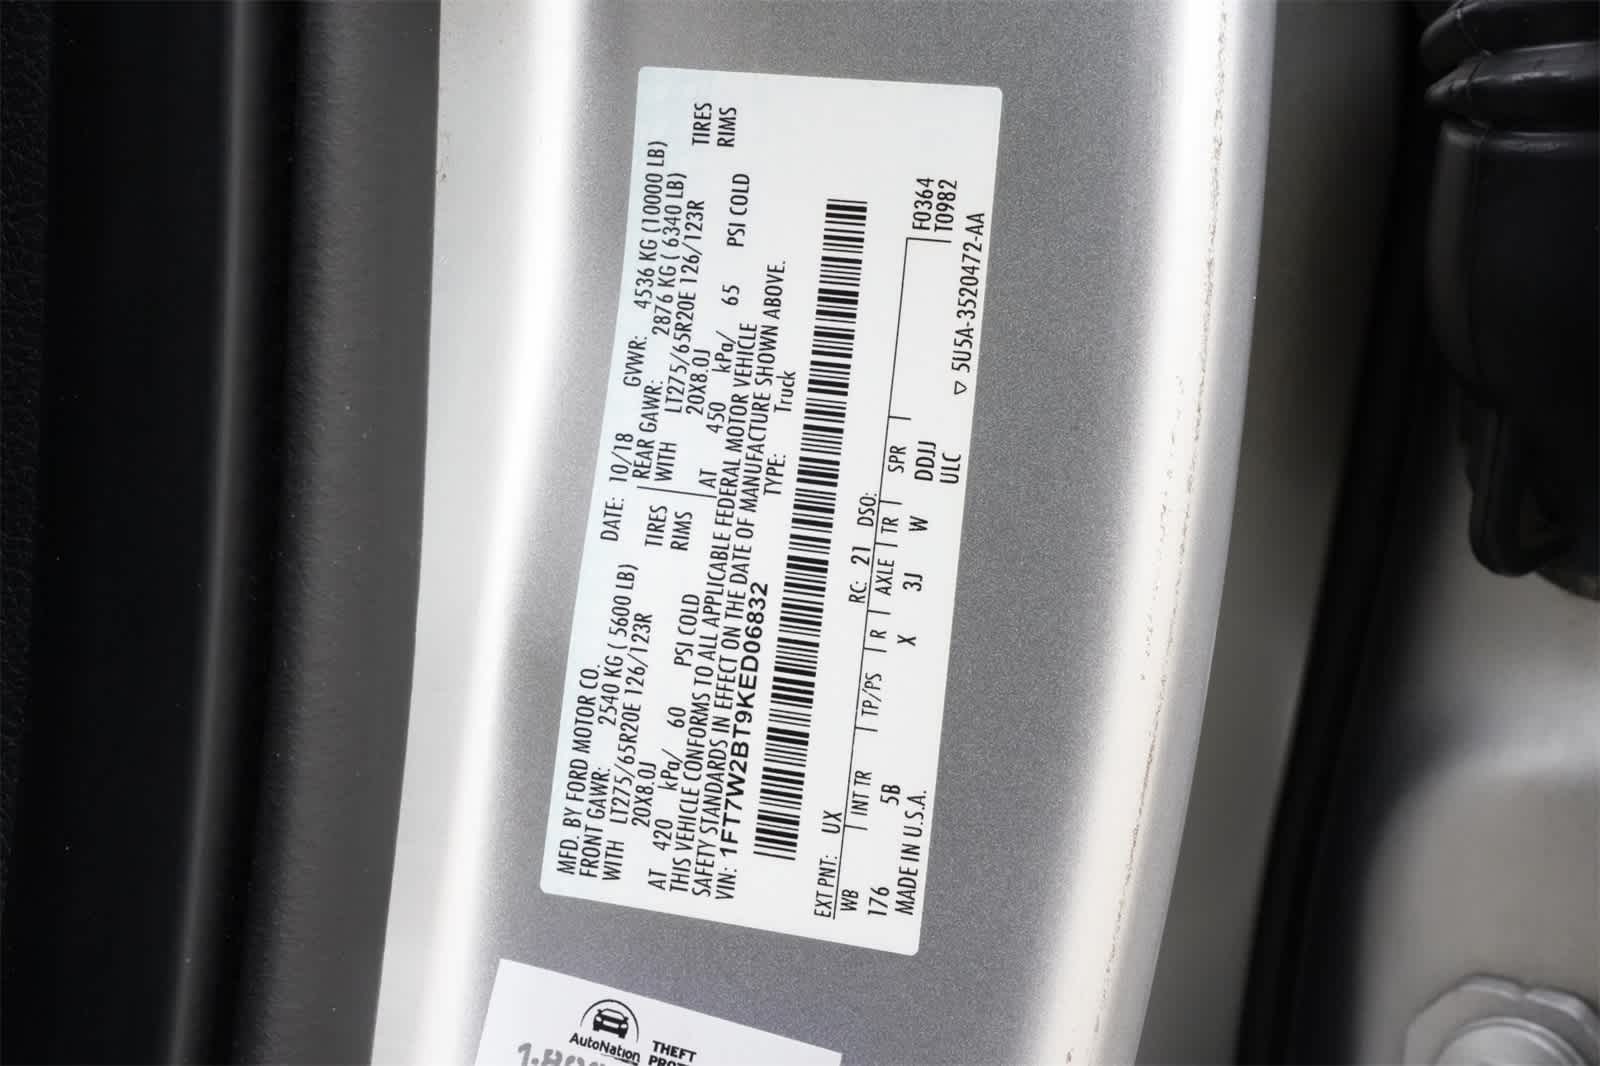 MFD. BY FORD MOTOR CO. DATE: 10/18 GVWR: 4536 KG (10000 LB)
FRONT GAWR: 2540 KG ( 5600 LB) REAR GAWR: 2876 KG ( 6340 LB)
WITH LT275/65R20E 126/123R TIRES WITH LT275/65R20E 126/123R TIRES
20X8.0J RIMS 20X8.0J RIMS
AT 420 kPa/ 60 PSI COLD AT 450 kPa/ 65 PSI COLD
THIS VEHICLE CONFORMS TO ALL APPLICABLE FEDERAL MOTOR VEHICLE
SAFETY STANDARDS IN EFFECT ON THE DATE OF MANUFACTURE SHOWN ABOVE.
VIN: 1FT7W2BT9KED06832 TYPE: Truck
EXT PNT: UX RC: 21 DSO:
WB INT TR TP/PS R AXLE TR SPR F0364
176 5B X 3J W DDJJ T0982
MADE IN U.S.A. ULC
▽ 5U5A-3520472-AA
AutoNation THEFT